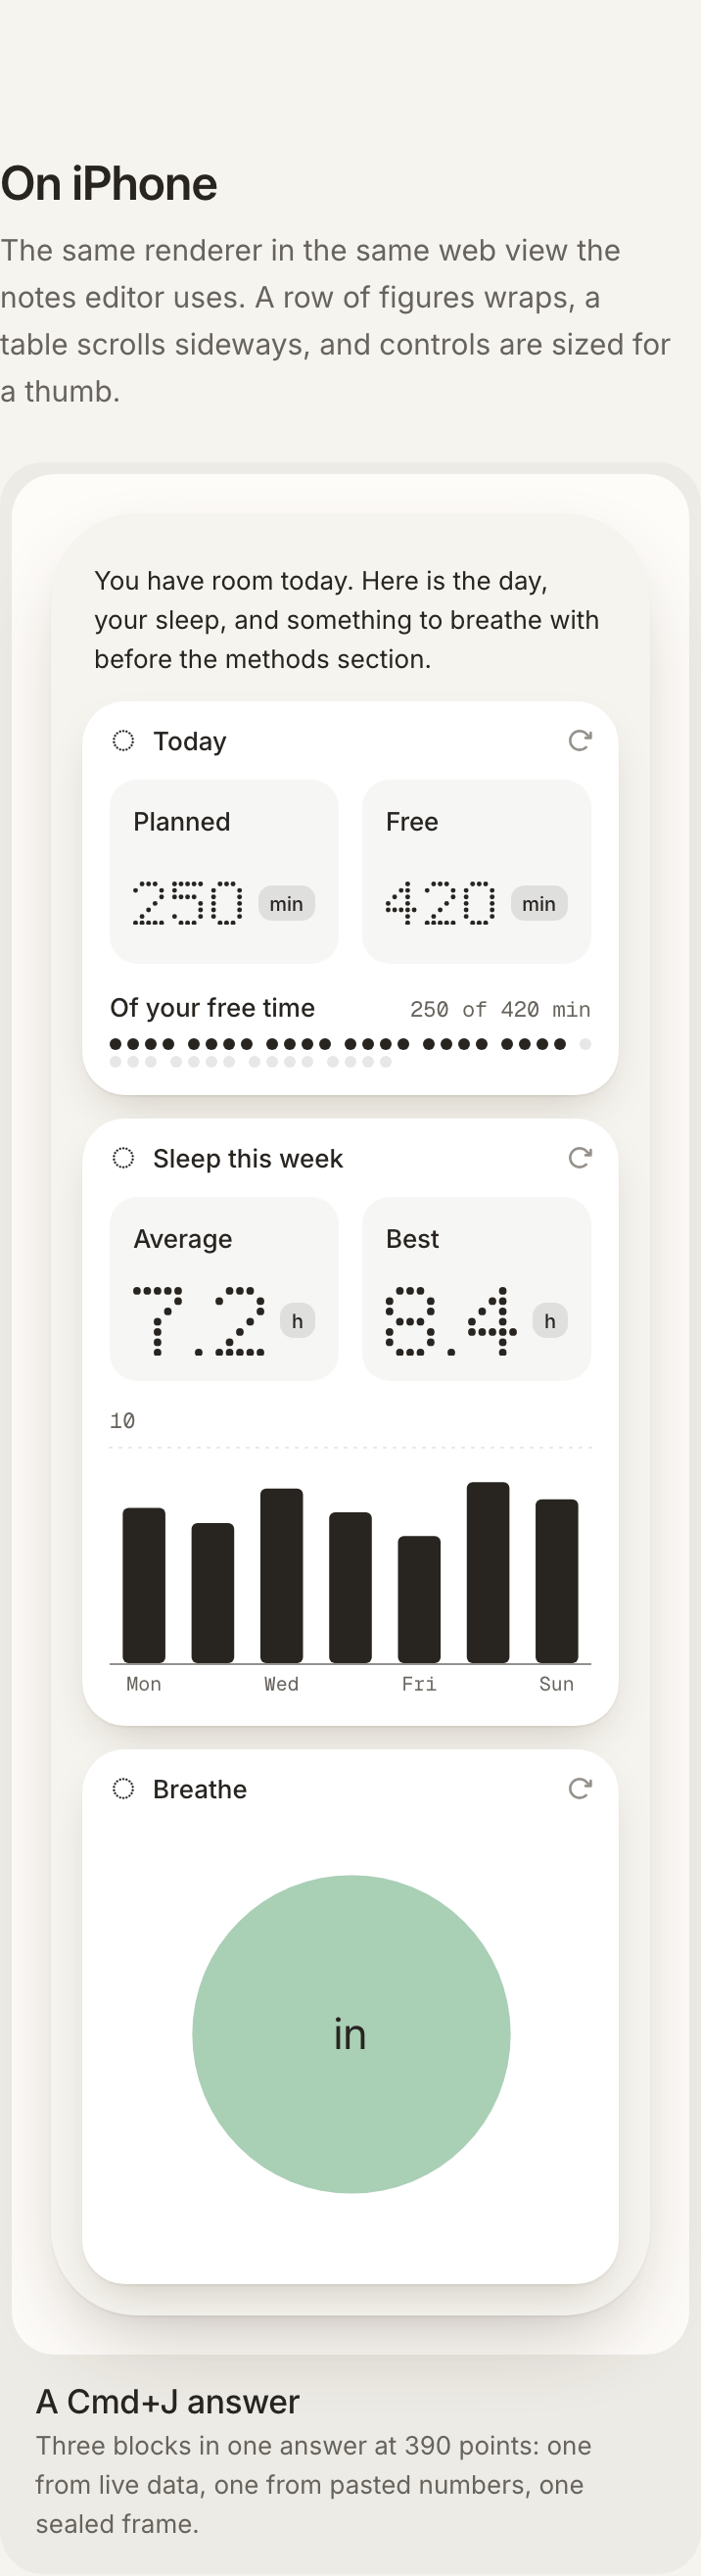 On iPhone
The same renderer in the same web view the
notes editor uses. A row of figures wraps, a
table scrolls sideways, and controls are sized for
a thumb.
You have room today. Here is the day,
your sleep, and something to breathe with
before the methods section.
Today
Planned
250 min
Free
420 min
Of your free time 250 of 420 min
Sleep this week
Average
7.2 h
Best
8.4 h
10
Mon Wed Fri Sun
Breathe
in
A Cmd+J answer
Three blocks in one answer at 390 points: one
from live data, one from pasted numbers, one
sealed frame.